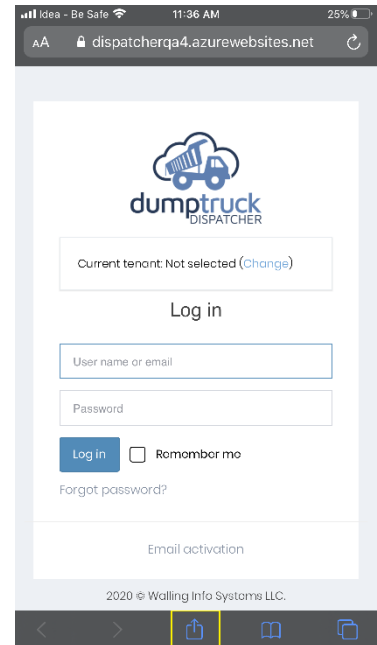 Idea - Be Safe 11:36 AM 25%
AA dispatcherqa4.azurewebsites.net
dumptruck
DISPATCHER
Current tenant: Not selected (Change)
Log in
User name or email
Password
Log in Remember me
Forgot password?
Email activation
2020 © Walling Info Systems LLC.